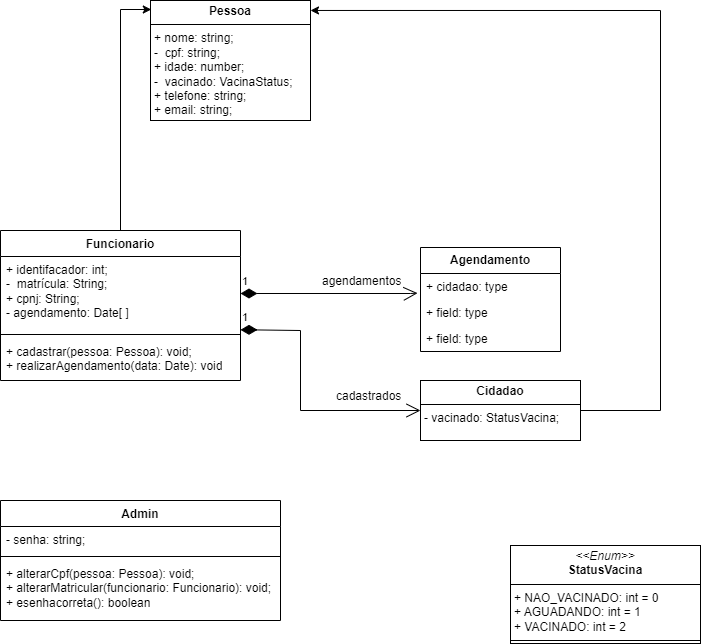 Pessoa
+ nome: string;
- cpf: string;
+ idade: number;
- vacinado: VacinaStatus;
+ telefone: string;
+ email: string;
Funcionario
+ identifacador: int;
- matrícula: String;
+ cpnj: String;
- agendamento: Date[ ]
+ cadastrar(pessoa: Pessoa): void;
+ realizarAgendamento(data: Date): void
1
agendamentos
1
cadastrados
Agendamento
+ cidadao: type
+ field: type
+ field: type
Cidadao
- vacinado: StatusVacina;
Admin
- senha: string;
+ alterarCpf(pessoa: Pessoa): void;
+ alterarMatricular(funcionario: Funcionario): void;
+ esenhacorreta(): boolean
<<Enum>>
StatusVacina
+ NAO_VACINADO: int = 0
+ AGUADANDO: int = 1
+ VACINADO: int = 2